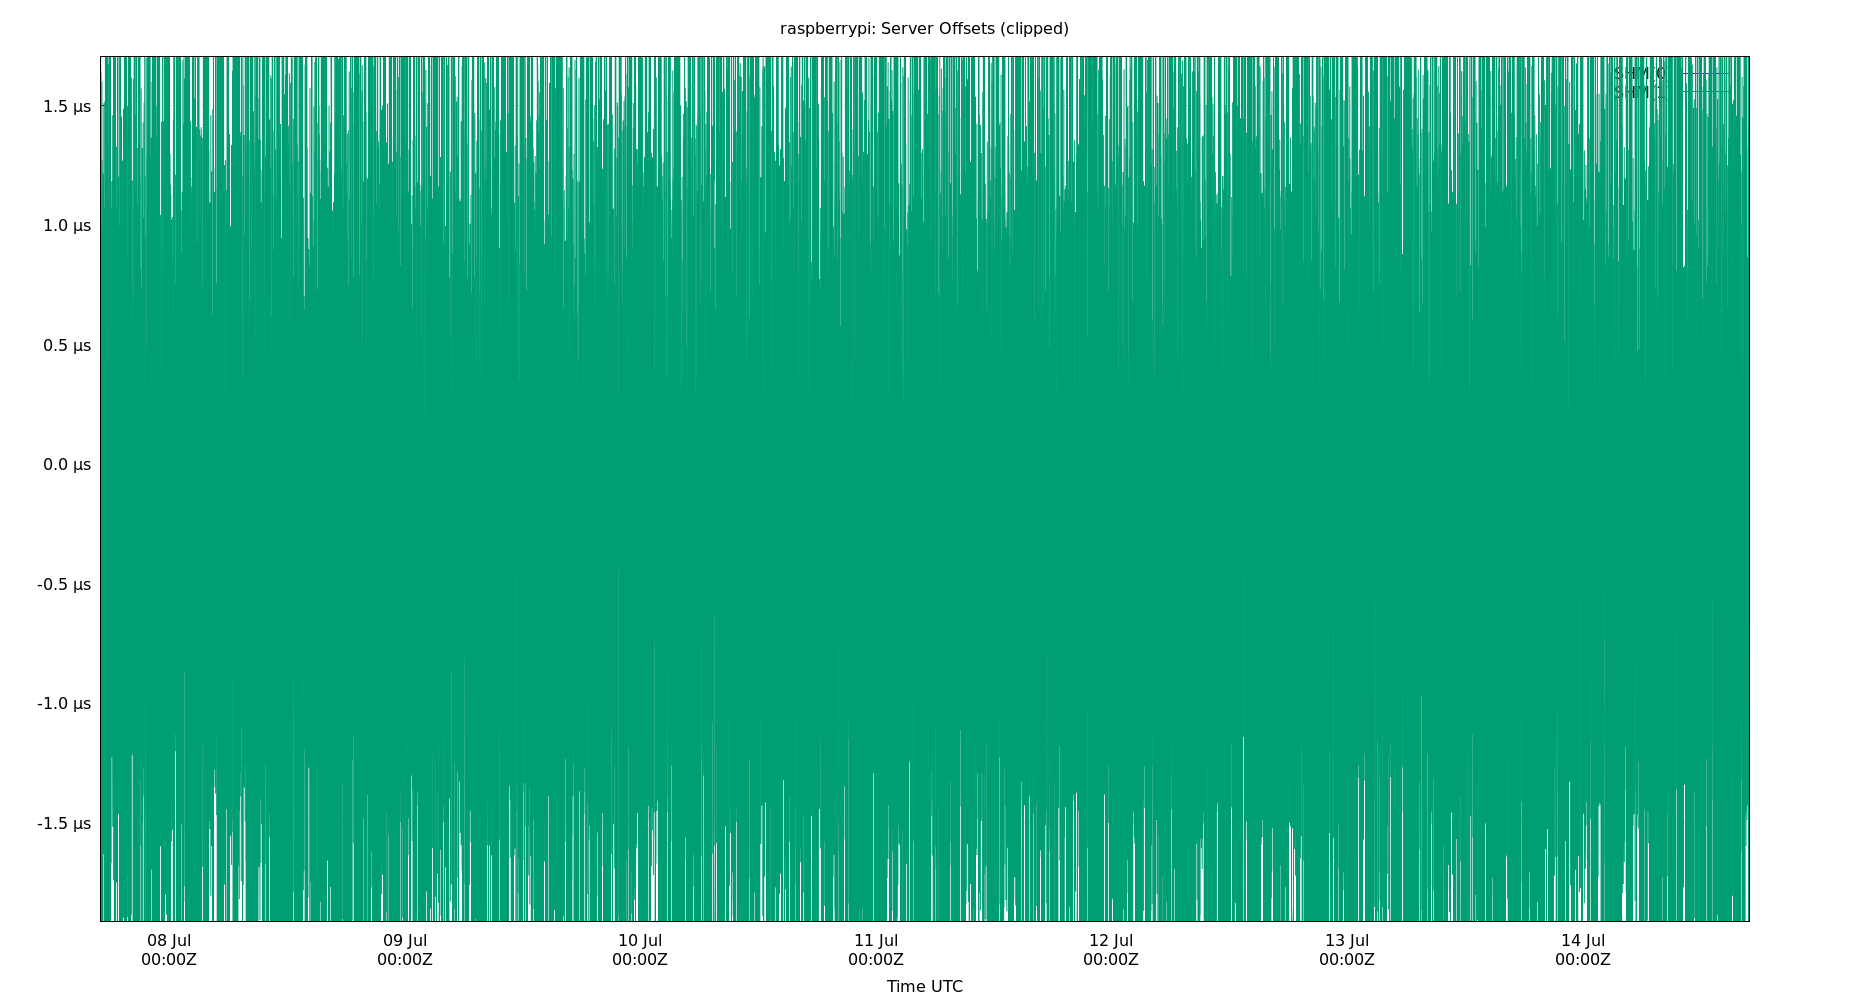 raspberrypi: Server Offsets (clipped)
1.5 µs
1.0 µs
0.5 µs
0.0 µs
-0.5 µs
-1.0 µs
-1.5 µs
08 Jul
00:00Z
09 Jul
00:00Z
10 Jul
00:00Z
11 Jul
00:00Z
12 Jul
00:00Z
13 Jul
00:00Z
14 Jul
00:00Z
Time UTC